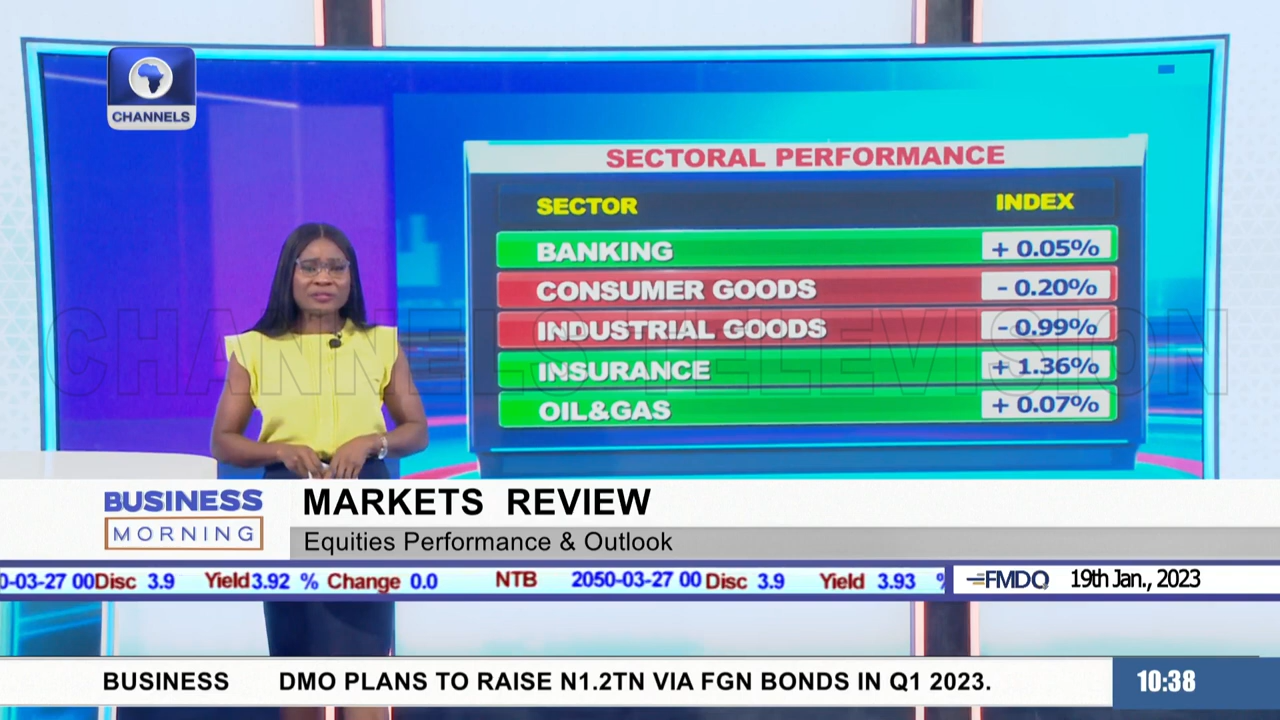 CHANNELS
SECTORAL PERFORMANCE
SECTOR INDEX
BANKING + 0.05%
CONSUMER GOODS - 0.20%
INDUSTRIAL GOODS - 0.99%
INSURANCE + 1.36%
OIL&GAS + 0.07%
CHANNELS TELEVISION
BUSINESS
MORNING
MARKETS REVIEW
Equities Performance & Outlook
0-03-27 00Disc 3.9 Yield 3.92 % Change 0.0 NTB 2050-03-27 00 Disc 3.9 Yield 3.93 %
FMDQ 19th Jan., 2023
BUSINESS DMO PLANS TO RAISE N1.2TN VIA FGN BONDS IN Q1 2023.
10:38